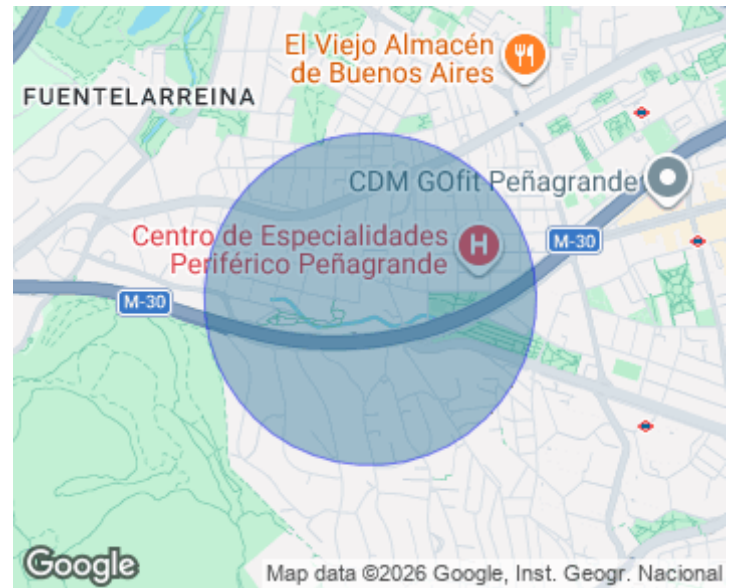 El Viejo Almacén
de Buenos Aires
FUENTELARREINA
CDM GOfit Peñagrande
Centro de Especialidades
Periférico Peñagrande
H
M-30
M-30
Google
Map data ©2026 Google, Inst. Geogr. Nacional